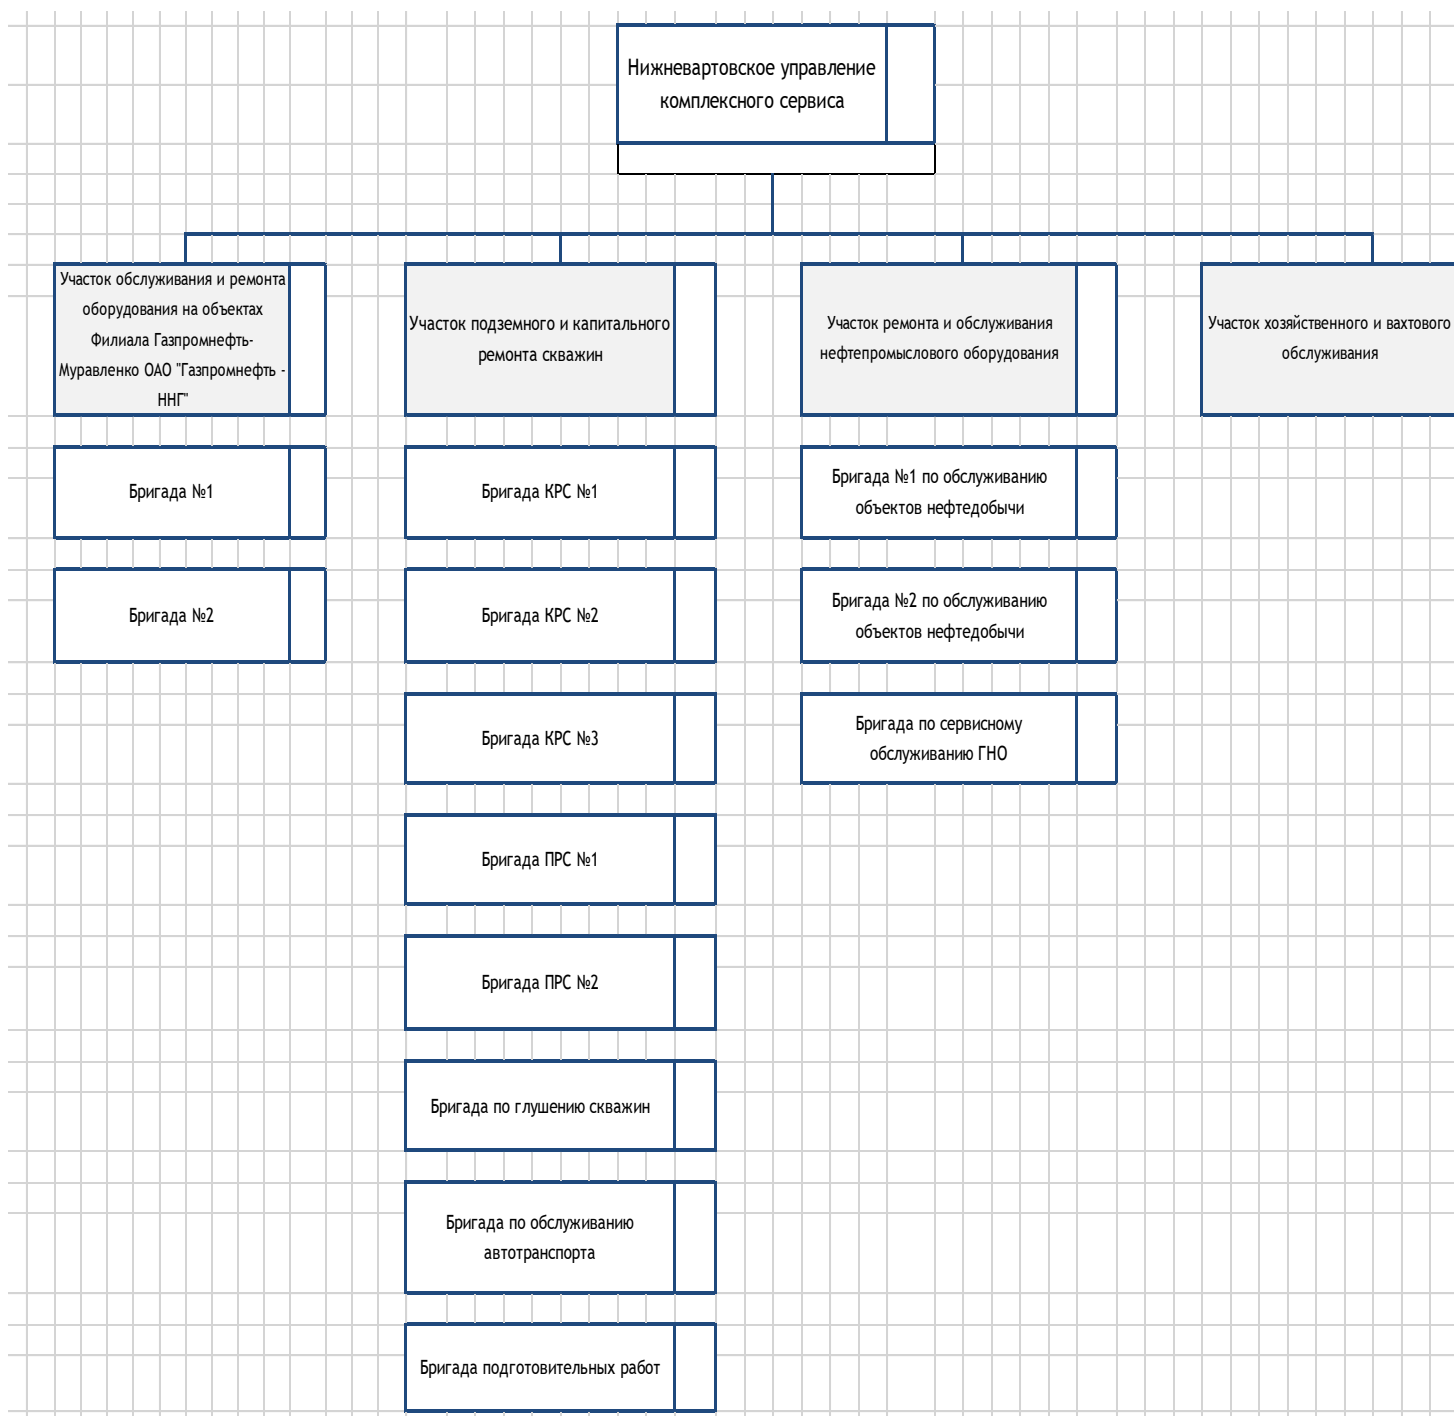 Нижневартовское управление
комплексного сервиса
Участок обслуживания и ремонта
оборудования на объектах
Филиала Газпромнефть-
Муравленко ОАО "Газпромнефть -
ННГ"
Участок подземного и капитального
ремонта скважин
Участок ремонта и обслуживания
нефтепромыслового оборудования
Участок хозяйственного и вахтового
обслуживания
Бригада №1
Бригада №2
Бригада КРС №1
Бригада КРС №2
Бригада КРС №3
Бригада ПРС №1
Бригада ПРС №2
Бригада по глушению скважин
Бригада по обслуживанию
автотранспорта
Бригада подготовительных работ
Бригада №1 по обслуживанию
объектов нефтедобычи
Бригада №2 по обслуживанию
объектов нефтедобычи
Бригада по сервисному
обслуживанию ГНО